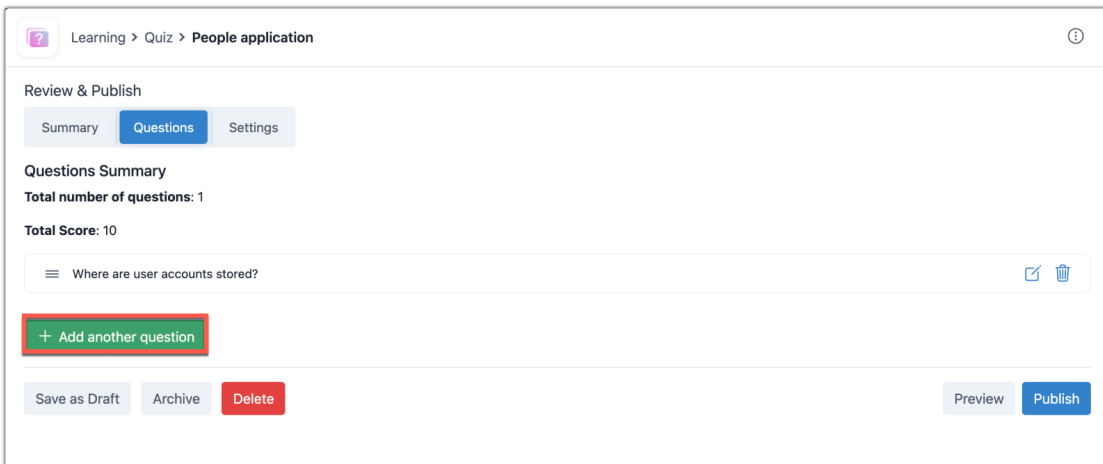 Learning > Quiz > People application
Review & Publish
Summary Questions Settings
Questions Summary
Total number of questions: 1
Total Score: 10
Where are user accounts stored?
+ Add another question
Save as Draft Archive Delete Preview Publish